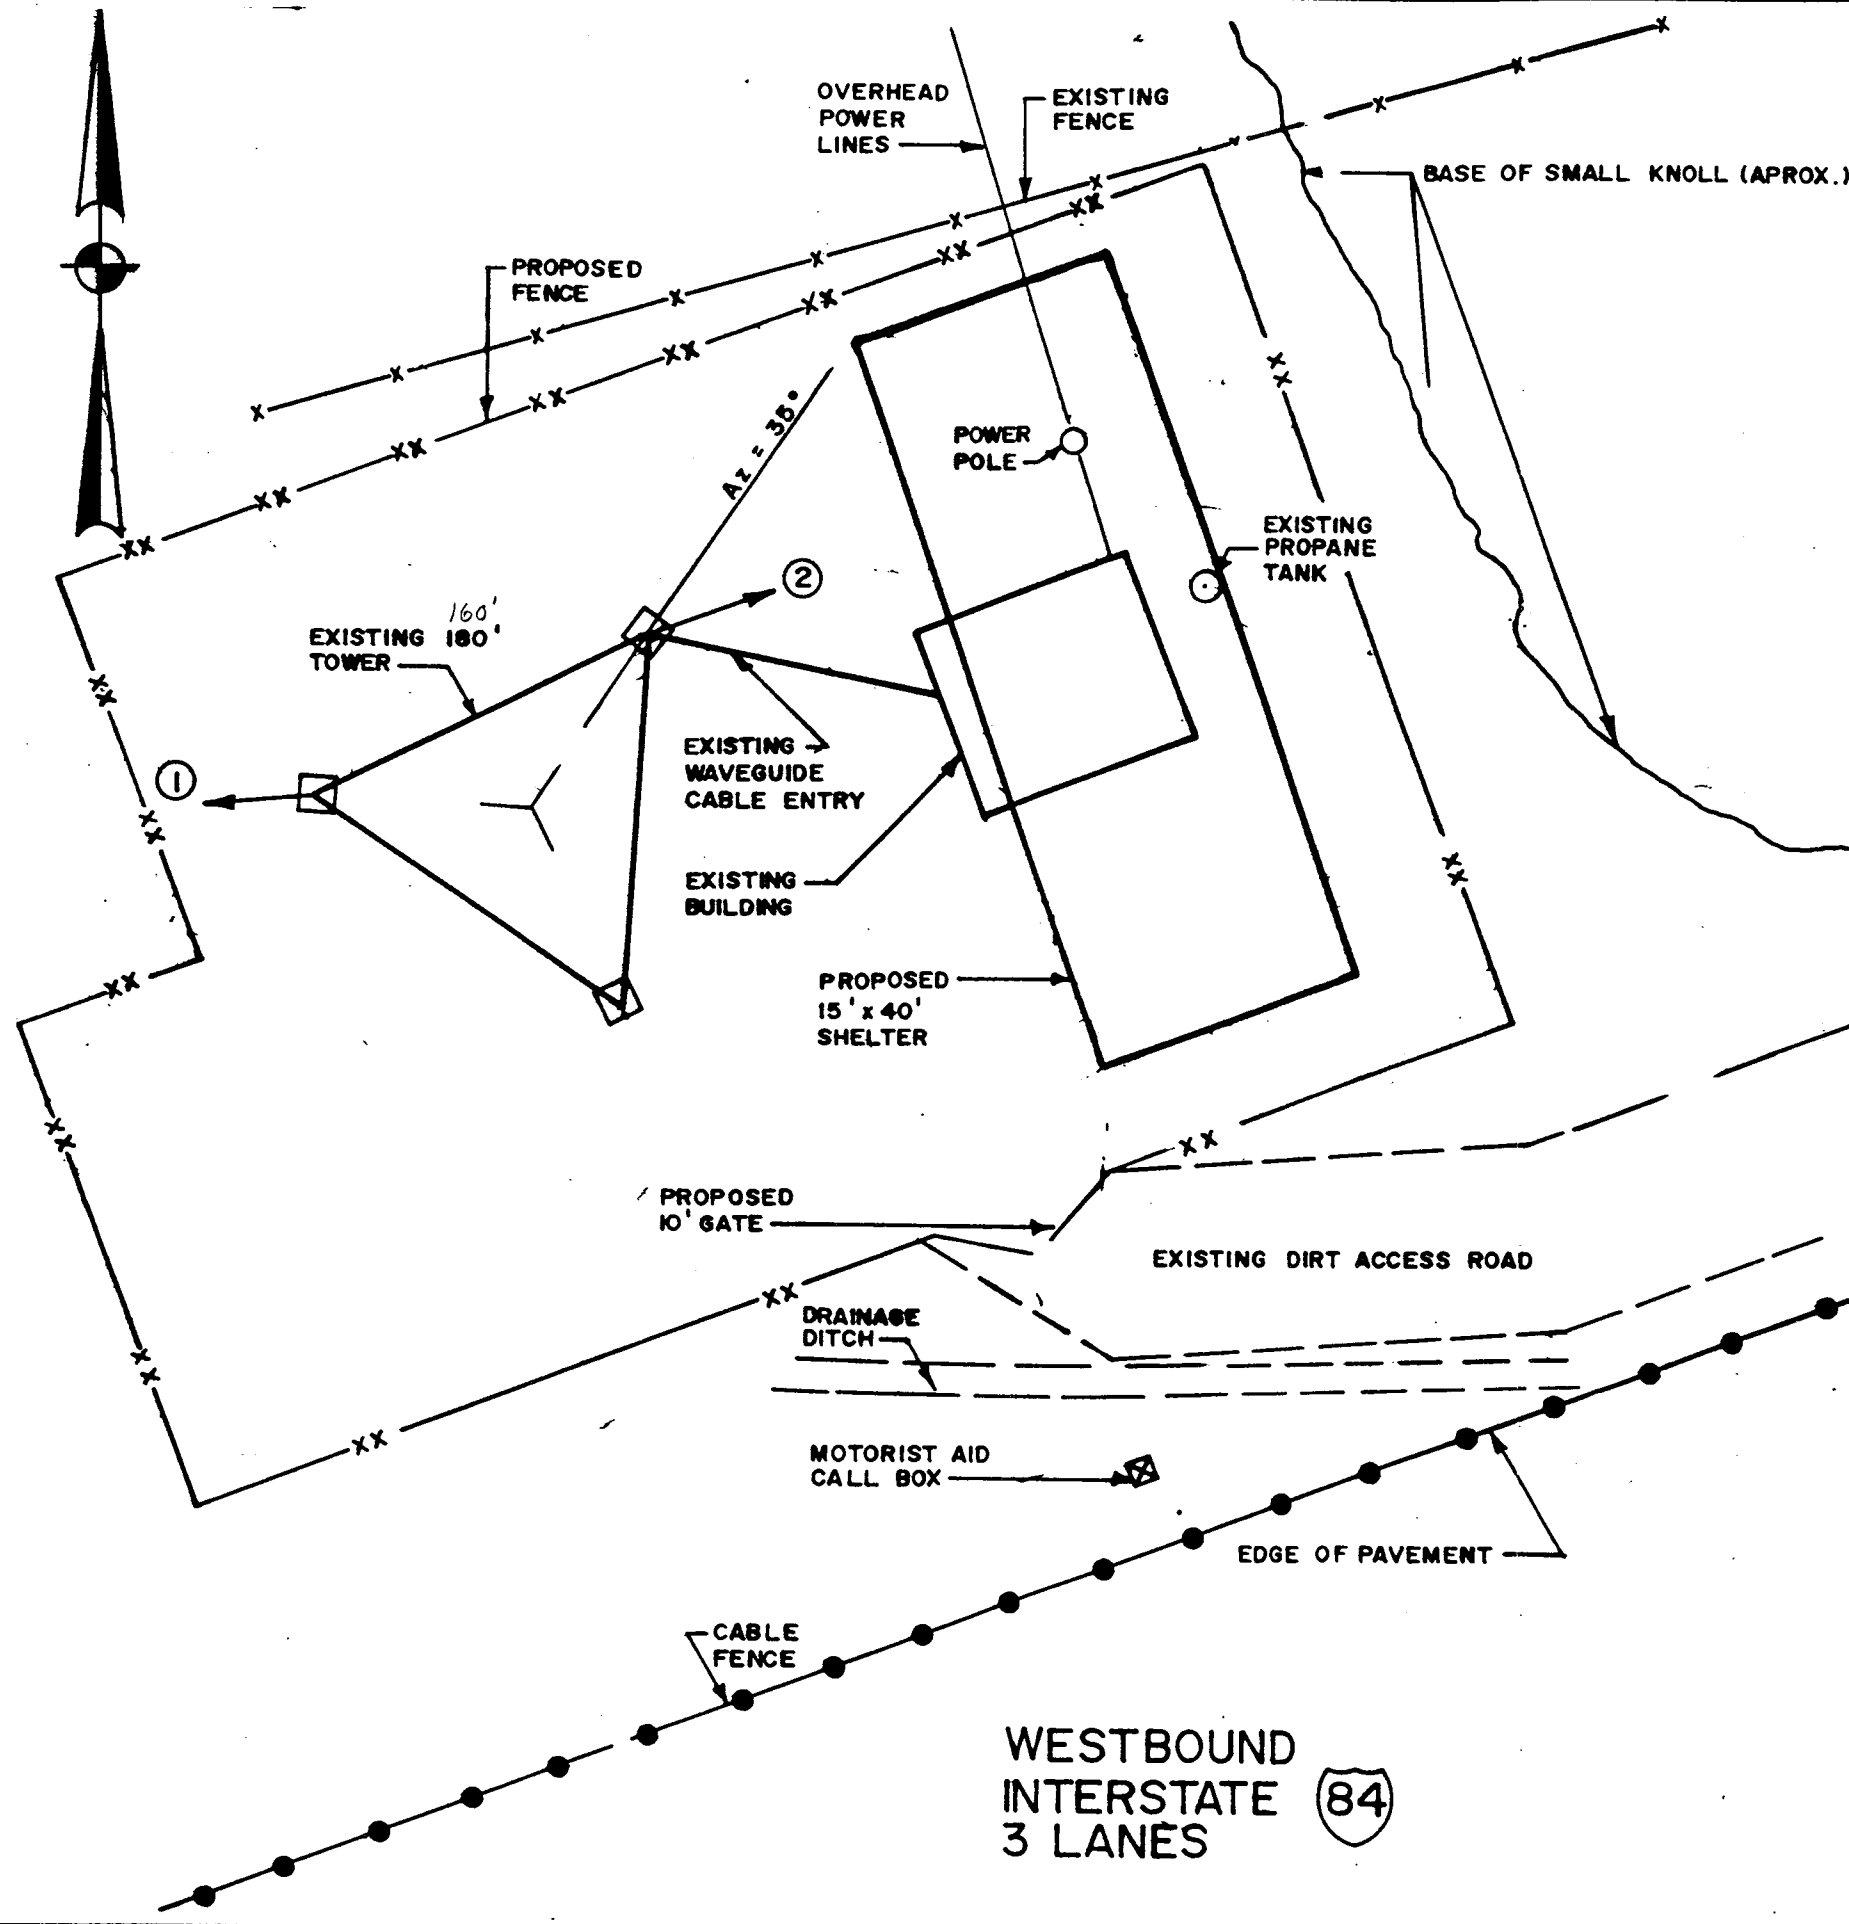 OVERHEAD
POWER
LINES
EXISTING
FENCE
BASE OF SMALL KNOLL (APROX.)
PROPOSED
FENCE
Az = 35°
POWER
POLE
EXISTING
PROPANE
TANK
2
160'
EXISTING 180'
TOWER
1
EXISTING
WAVEGUIDE
CABLE ENTRY
EXISTING
BUILDING
PROPOSED
15' x 40'
SHELTER
PROPOSED
10' GATE
EXISTING DIRT ACCESS ROAD
DRAINAGE
DITCH
MOTORIST AID
CALL BOX
EDGE OF PAVEMENT
CABLE
FENCE
WESTBOUND
INTERSTATE 84
3 LANES